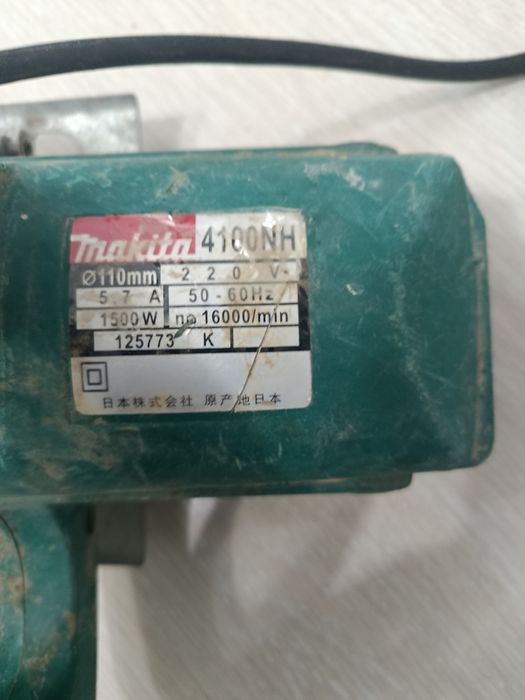 makita 4100NH
Ø110mm 220 V~
5.7 A 50-60Hz
1500W no 16000/min
125773 K
日本株式会社 原产地日本